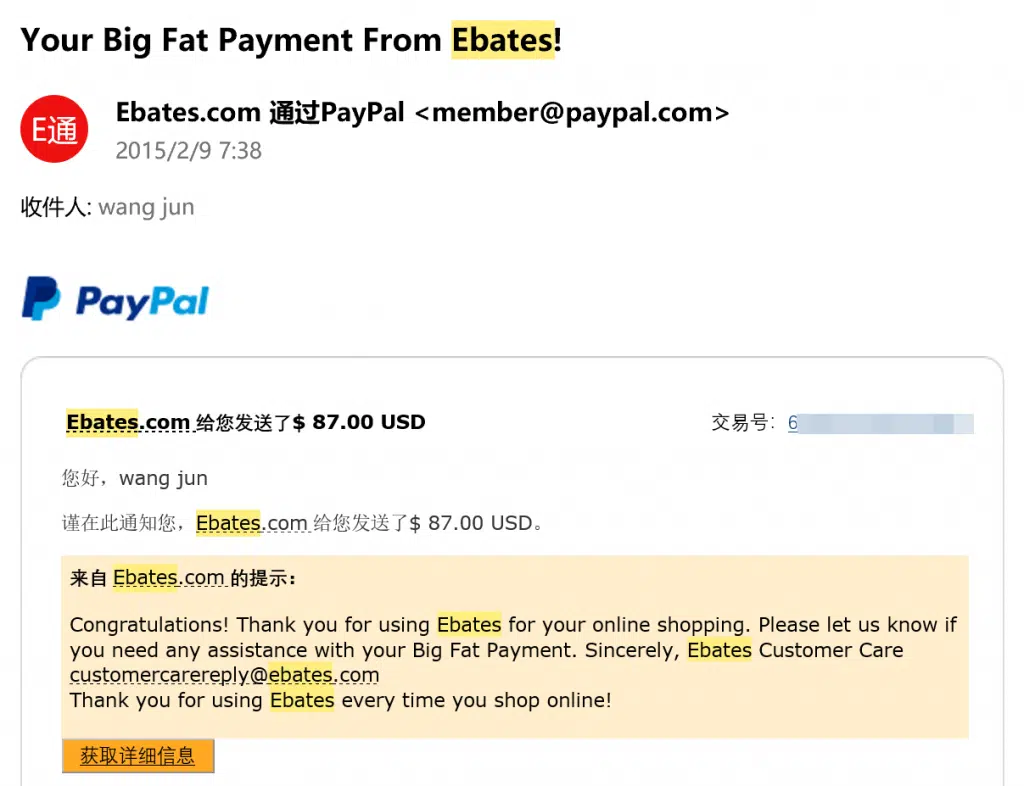 Your Big Fat Payment From Ebates!
E通
Ebates.com 通过PayPal <member@paypal.com>
2015/2/9 7:38
收件人: wang jun
PayPal
Ebates.com 给您发送了$ 87.00 USD
交易号: 6
您好，wang jun
谨在此通知您，Ebates.com 给您发送了$ 87.00 USD。
来自 Ebates.com 的提示：
Congratulations! Thank you for using Ebates for your online shopping. Please let us know if
you need any assistance with your Big Fat Payment. Sincerely, Ebates Customer Care
customercarereply@ebates.com
Thank you for using Ebates every time you shop online!
获取详细信息